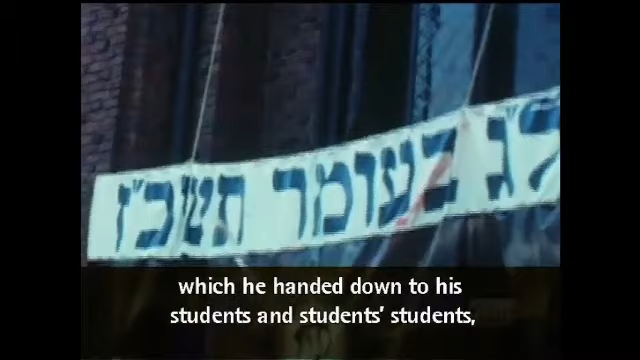 ל"ג בעומר תשכ"ז
which he handed down to his
students and students' students,